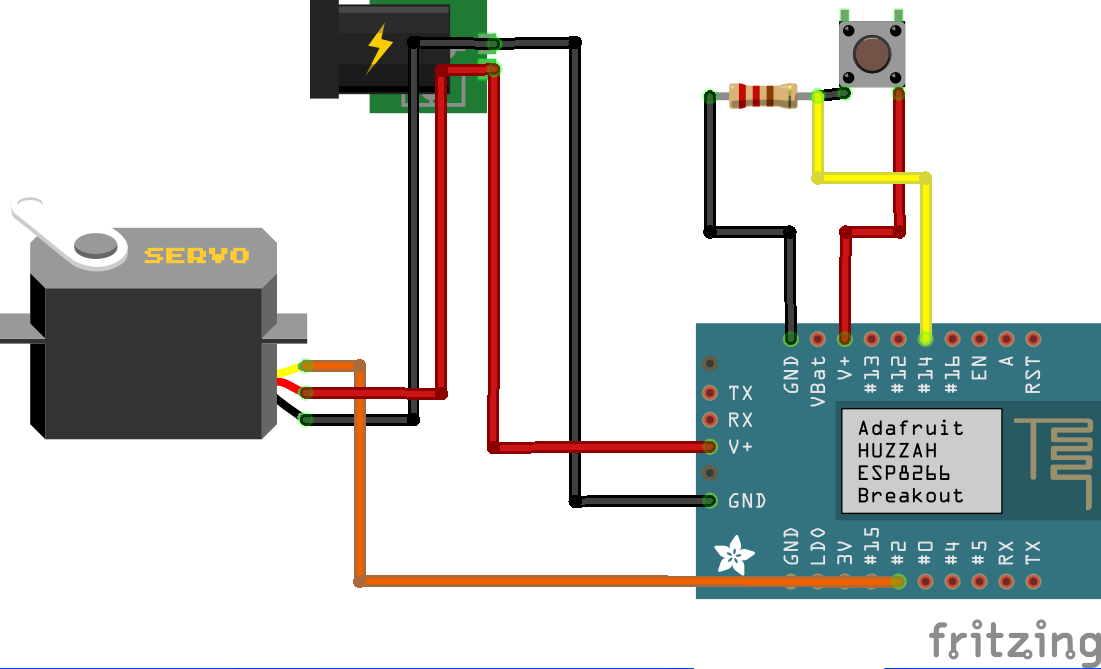 SERVO
GND
VBat
V+
#13
#12
#14
#16
EN
A
RST
TX
RX
V+
GND
Adafruit
HUZZAH
ESP8266
Breakout
GND
LDO
3V
#15
#2
#0
#4
#5
RX
TX
fritzing